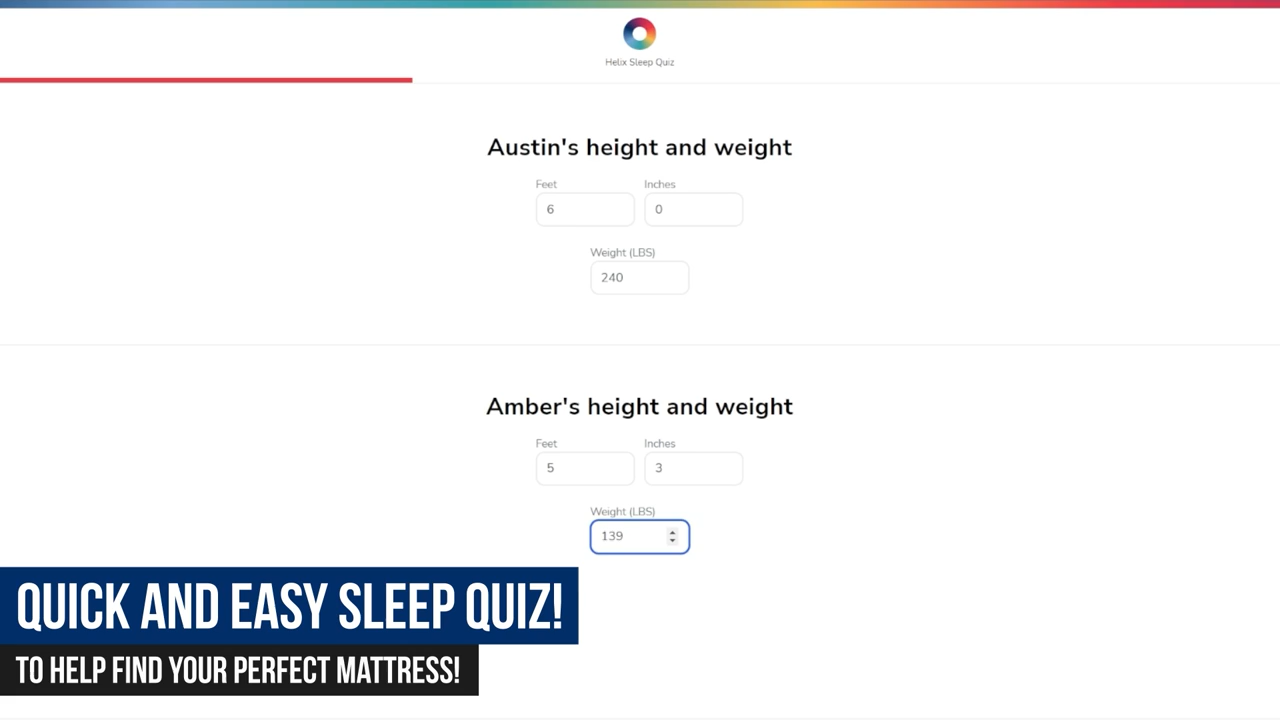 Helix Sleep Quiz
Austin's height and weight
Feet Inches
6 0
Weight (LBS)
240
Amber's height and weight
Feet Inches
5 3
Weight (LBS)
139
QUICK AND EASY SLEEP QUIZ!
TO HELP FIND YOUR PERFECT MATTRESS!